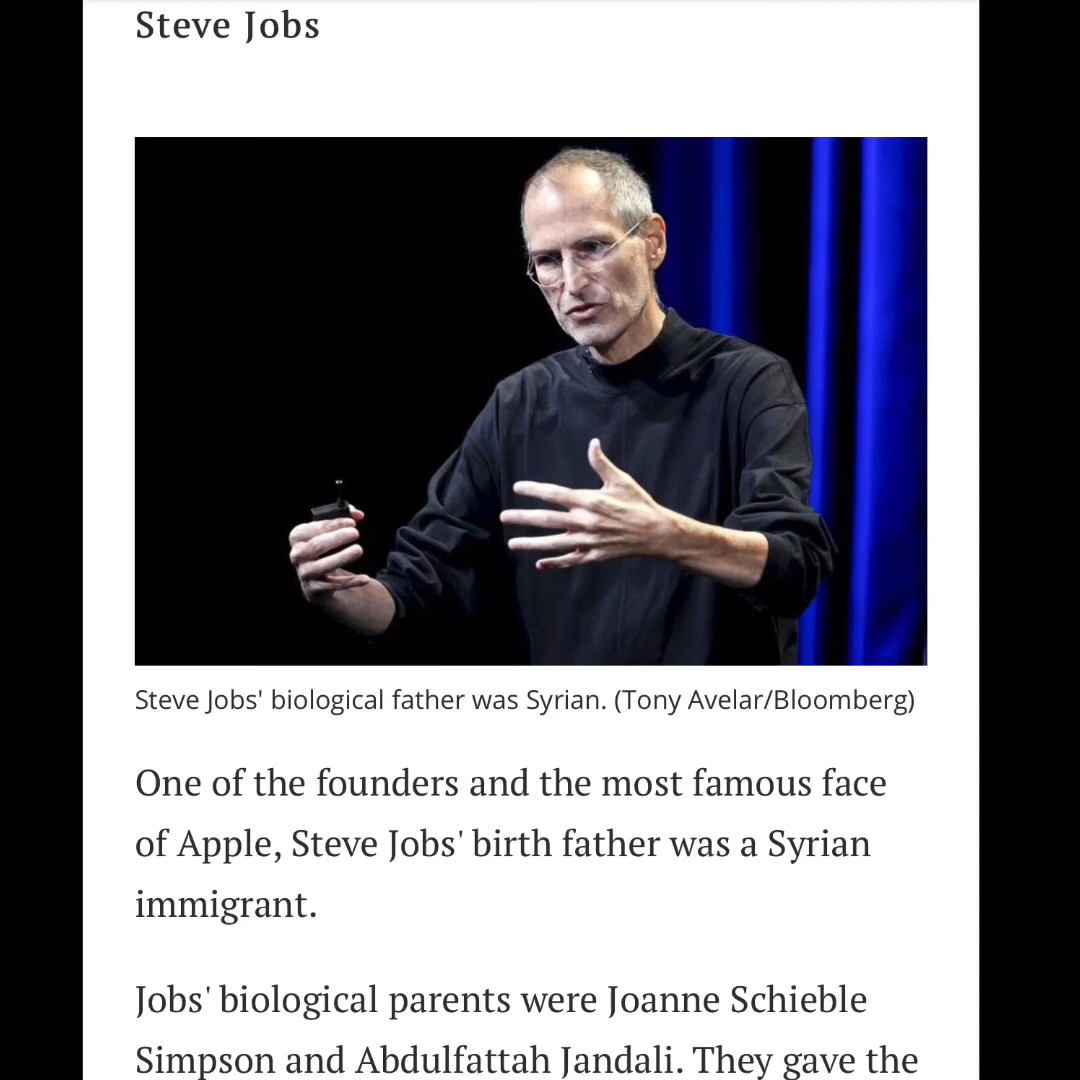 Steve Jobs
Steve Jobs' biological father was Syrian. (Tony Avelar/Bloomberg)
One of the founders and the most famous face
of Apple, Steve Jobs' birth father was a Syrian
immigrant.
Jobs' biological parents were Joanne Schieble
Simpson and Abdulfattah Jandali. They gave the